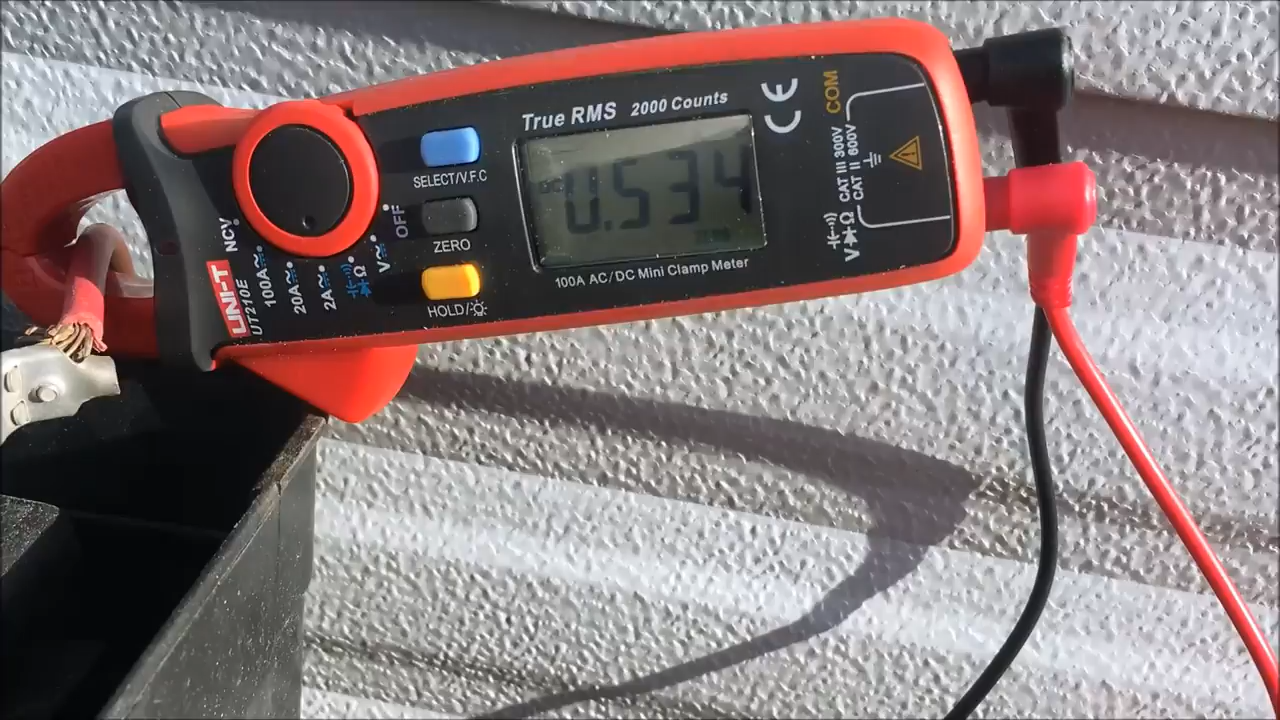 True RMS 2000 Counts
SELECT/V.F.C
ZERO
HOLD/
OFF
0.534
100A AC/DC Mini Clamp Meter
COM
CAT III 300V
CAT II 600V
VΩ
NCV
100A
20A
2A
Ω
V
UNI-T
UT210E